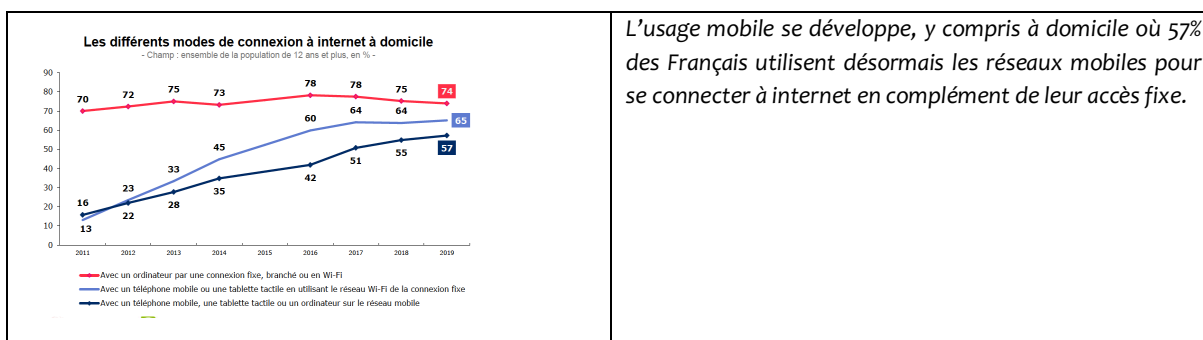 Les différents modes de connexion à internet à domicile
- Champ : ensemble de la population de 12 ans et plus, en % -
90
80
70
60
50
40
30
20
10
0
70 72 75 73 78 78 75 74
13 23 33 45 60 64 64 65
16 22 28 35 42 51 55 57
2011 2012 2013 2014 2015 2016 2017 2018 2019
Avec un ordinateur par une connexion fixe, branché ou en Wi-Fi
Avec un téléphone mobile ou une tablette tactile en utilisant le réseau Wi-Fi de la connexion fixe
Avec un téléphone mobile, une tablette tactile ou un ordinateur sur le réseau mobile
L'usage mobile se développe, y compris à domicile où 57%
des Français utilisent désormais les réseaux mobiles pour
se connecter à internet en complément de leur accès fixe.